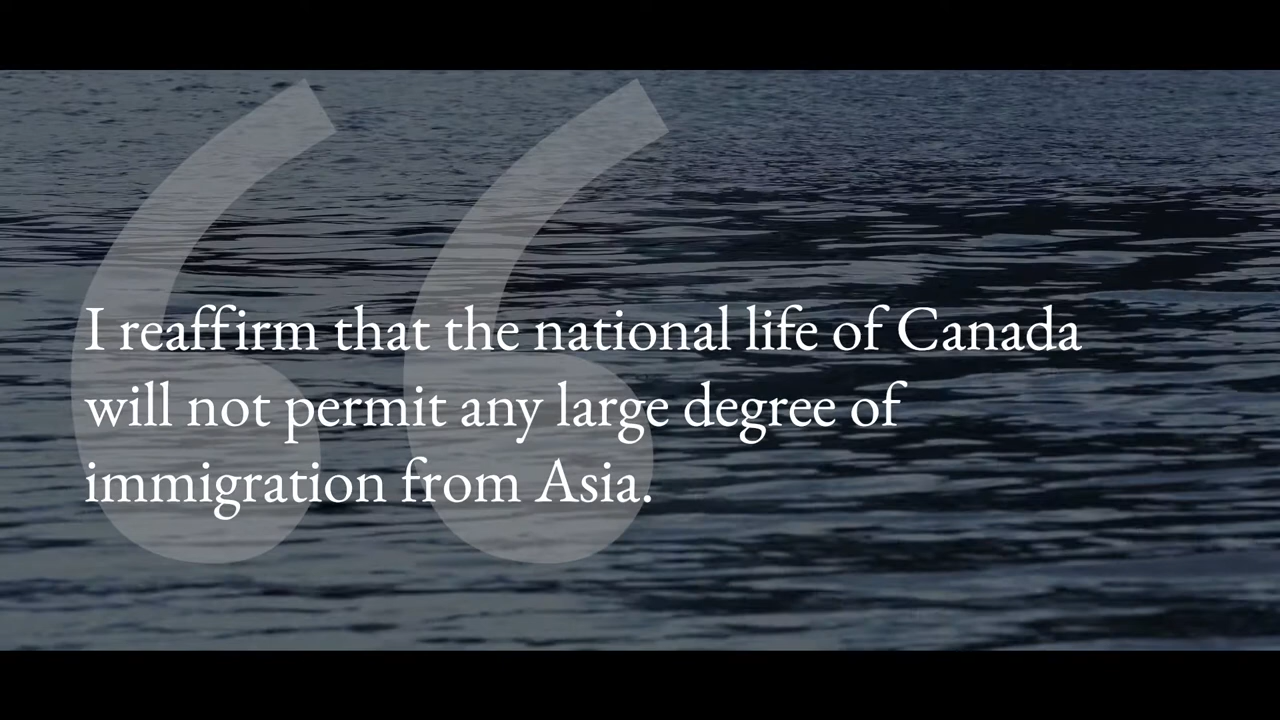 I reaffirm that the national life of Canada
will not permit any large degree of
immigration from Asia.